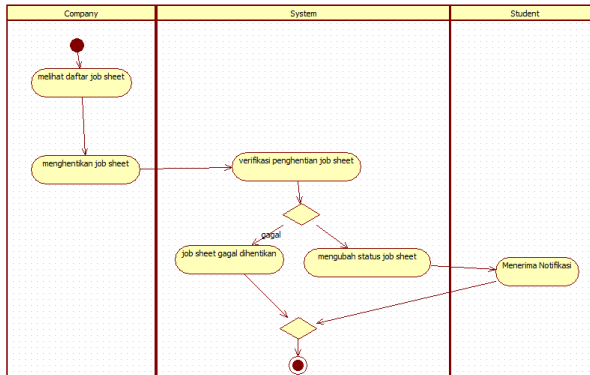 Company
System
Student
melihat daftar job sheet
menghentikan job sheet
verifikasi penghentian job sheet
gagal
job sheet gagal dihentikan
mengubah status job sheet
Menerima Notifikasi